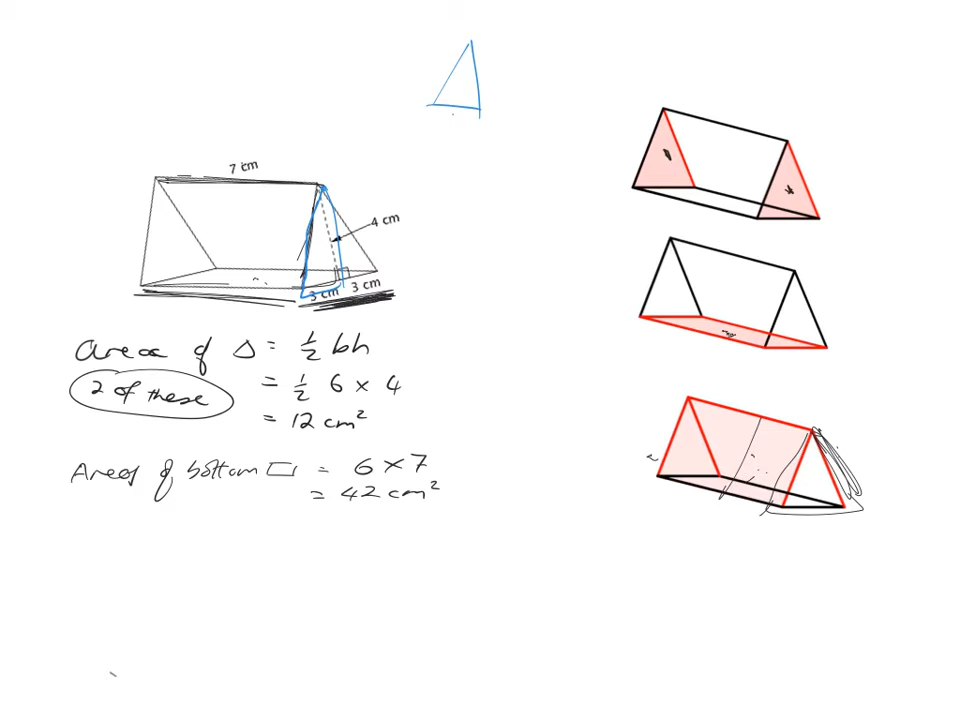 7 cm
4 cm
3 cm 3 cm
Area of △ = ½ bh
2 of these
= ½ 6 × 4
= 12 cm²
Area of bottom ▭ = 6 × 7
= 42 cm²